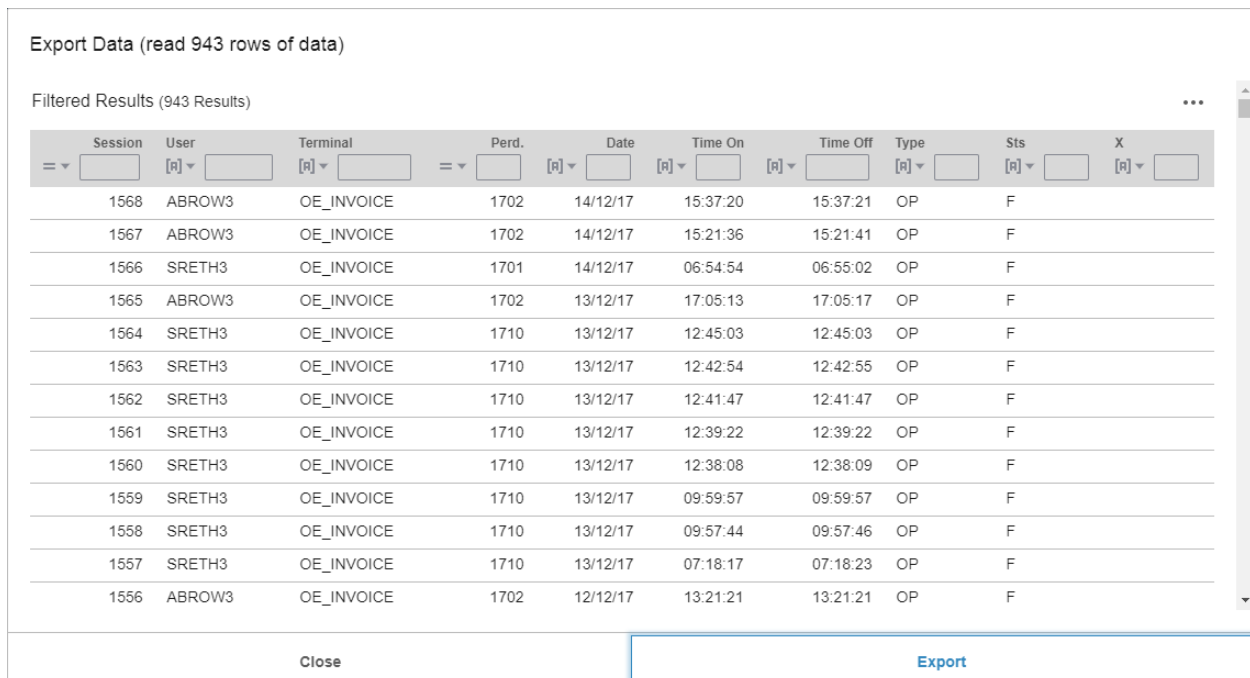 Export Data (read 943 rows of data)
Filtered Results (943 Results)
Session User Terminal Perd. Date Time On Time Off Type Sts X
1568 ABROW3 OE_INVOICE 1702 14/12/17 15:37:20 15:37:21 OP F
1567 ABROW3 OE_INVOICE 1702 14/12/17 15:21:36 15:21:41 OP F
1566 SRETH3 OE_INVOICE 1701 14/12/17 06:54:54 06:55:02 OP F
1565 ABROW3 OE_INVOICE 1702 13/12/17 17:05:13 17:05:17 OP F
1564 SRETH3 OE_INVOICE 1710 13/12/17 12:45:03 12:45:03 OP F
1563 SRETH3 OE_INVOICE 1710 13/12/17 12:42:54 12:42:55 OP F
1562 SRETH3 OE_INVOICE 1710 13/12/17 12:41:47 12:41:47 OP F
1561 SRETH3 OE_INVOICE 1710 13/12/17 12:39:22 12:39:22 OP F
1560 SRETH3 OE_INVOICE 1710 13/12/17 12:38:08 12:38:09 OP F
1559 SRETH3 OE_INVOICE 1710 13/12/17 09:59:57 09:59:57 OP F
1558 SRETH3 OE_INVOICE 1710 13/12/17 09:57:44 09:57:46 OP F
1557 SRETH3 OE_INVOICE 1710 13/12/17 07:18:17 07:18:23 OP F
1556 ABROW3 OE_INVOICE 1702 12/12/17 13:21:21 13:21:21 OP F
Close Export